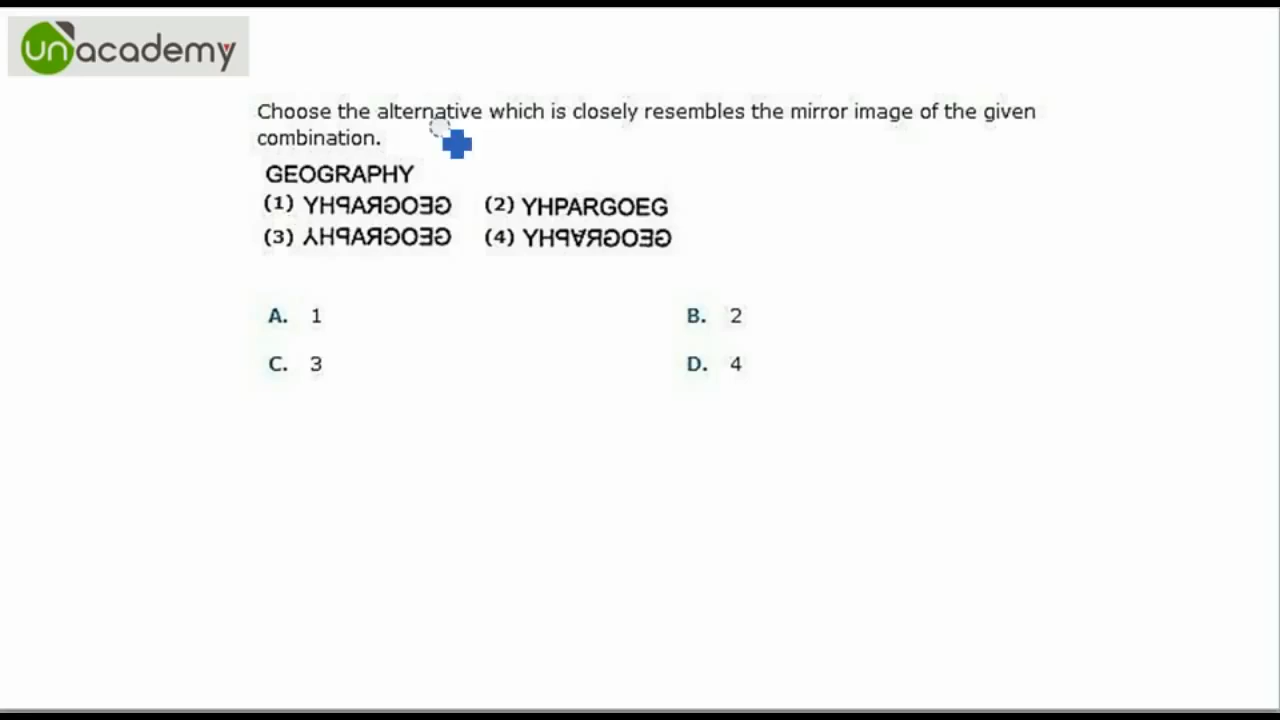 unacademy
Choose the alternative which is closely resembles the mirror image of the given
combination.
GEOGRAPHY
(1) YHꟼAЯӘOƎӘ (2) YHPARGOEG
(3) ⅄HꟼAЯӘOƎӘ (4) YHꟼ∀ЯӘOƎӘ
A. 1 B. 2
C. 3 D. 4